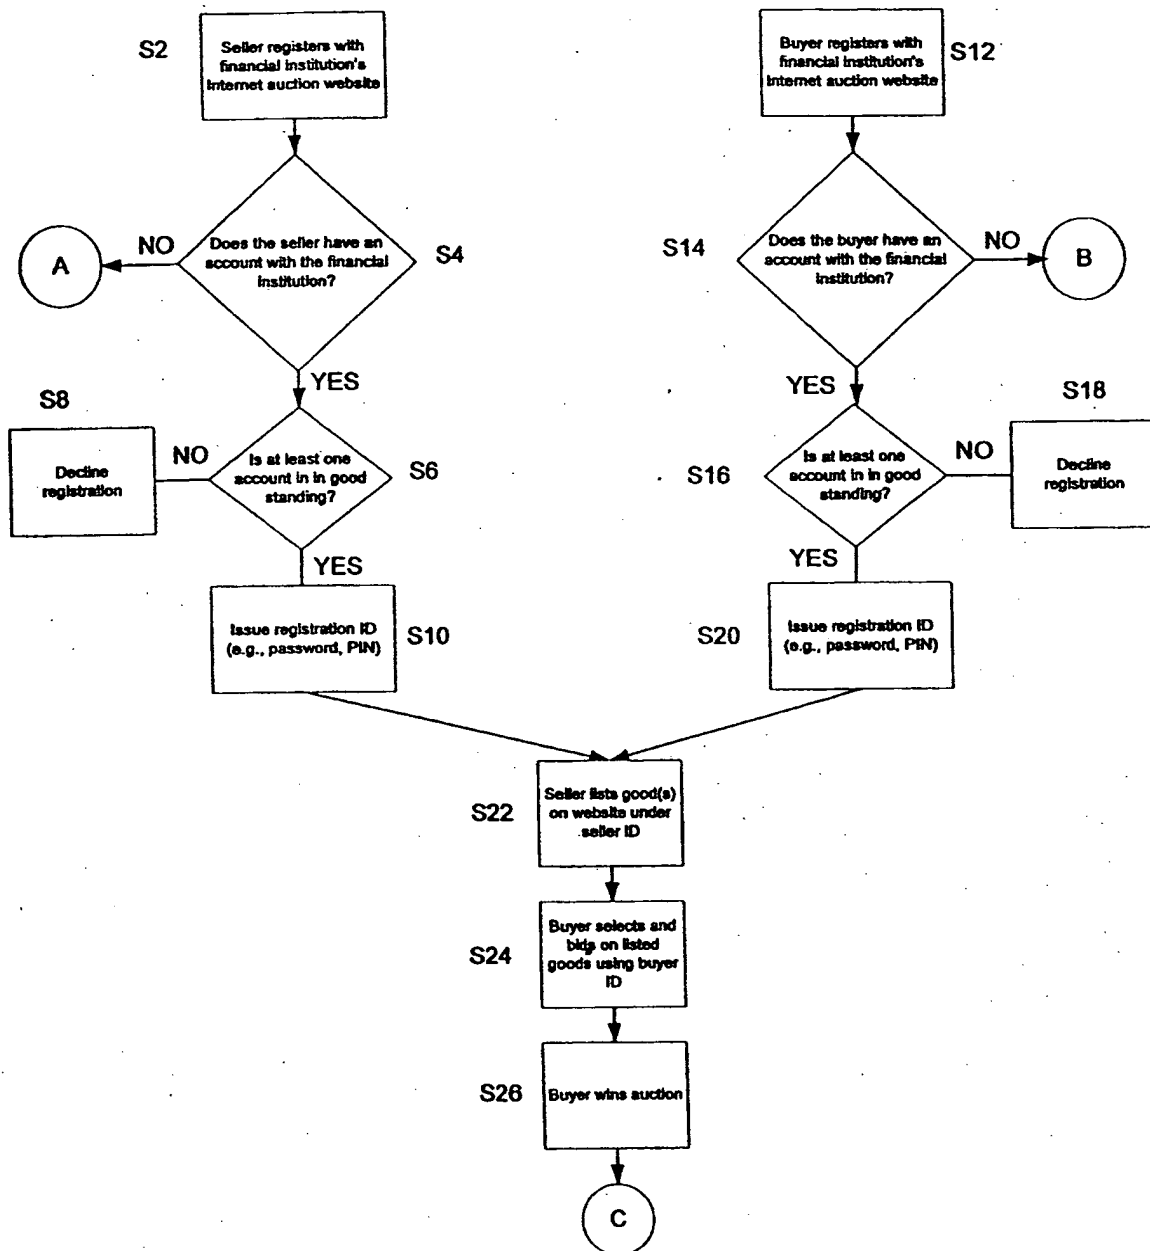 S2
Seller registers with
financial institution's
Internet auction website
Buyer registers with
financial institution's
Internet auction website
S12
A
NO
Does the seller have an
account with the financial
institution?
S4
S14
Does the buyer have an
account with the financial
institution?
NO
B
YES
YES
S8
Decline
registration
NO
Is at least one
account in in good
standing?
S6
S16
Is at least one
account in in good
standing?
NO
S18
Decline
registration
YES
YES
Issue registration ID
(e.g., password, PIN)
S10
S20
Issue registration ID
(e.g., password, PIN)
S22
Seller lists good(s)
on website under
seller ID
S24
Buyer selects and
bids on listed
goods using buyer
ID
S26
Buyer wins auction
C